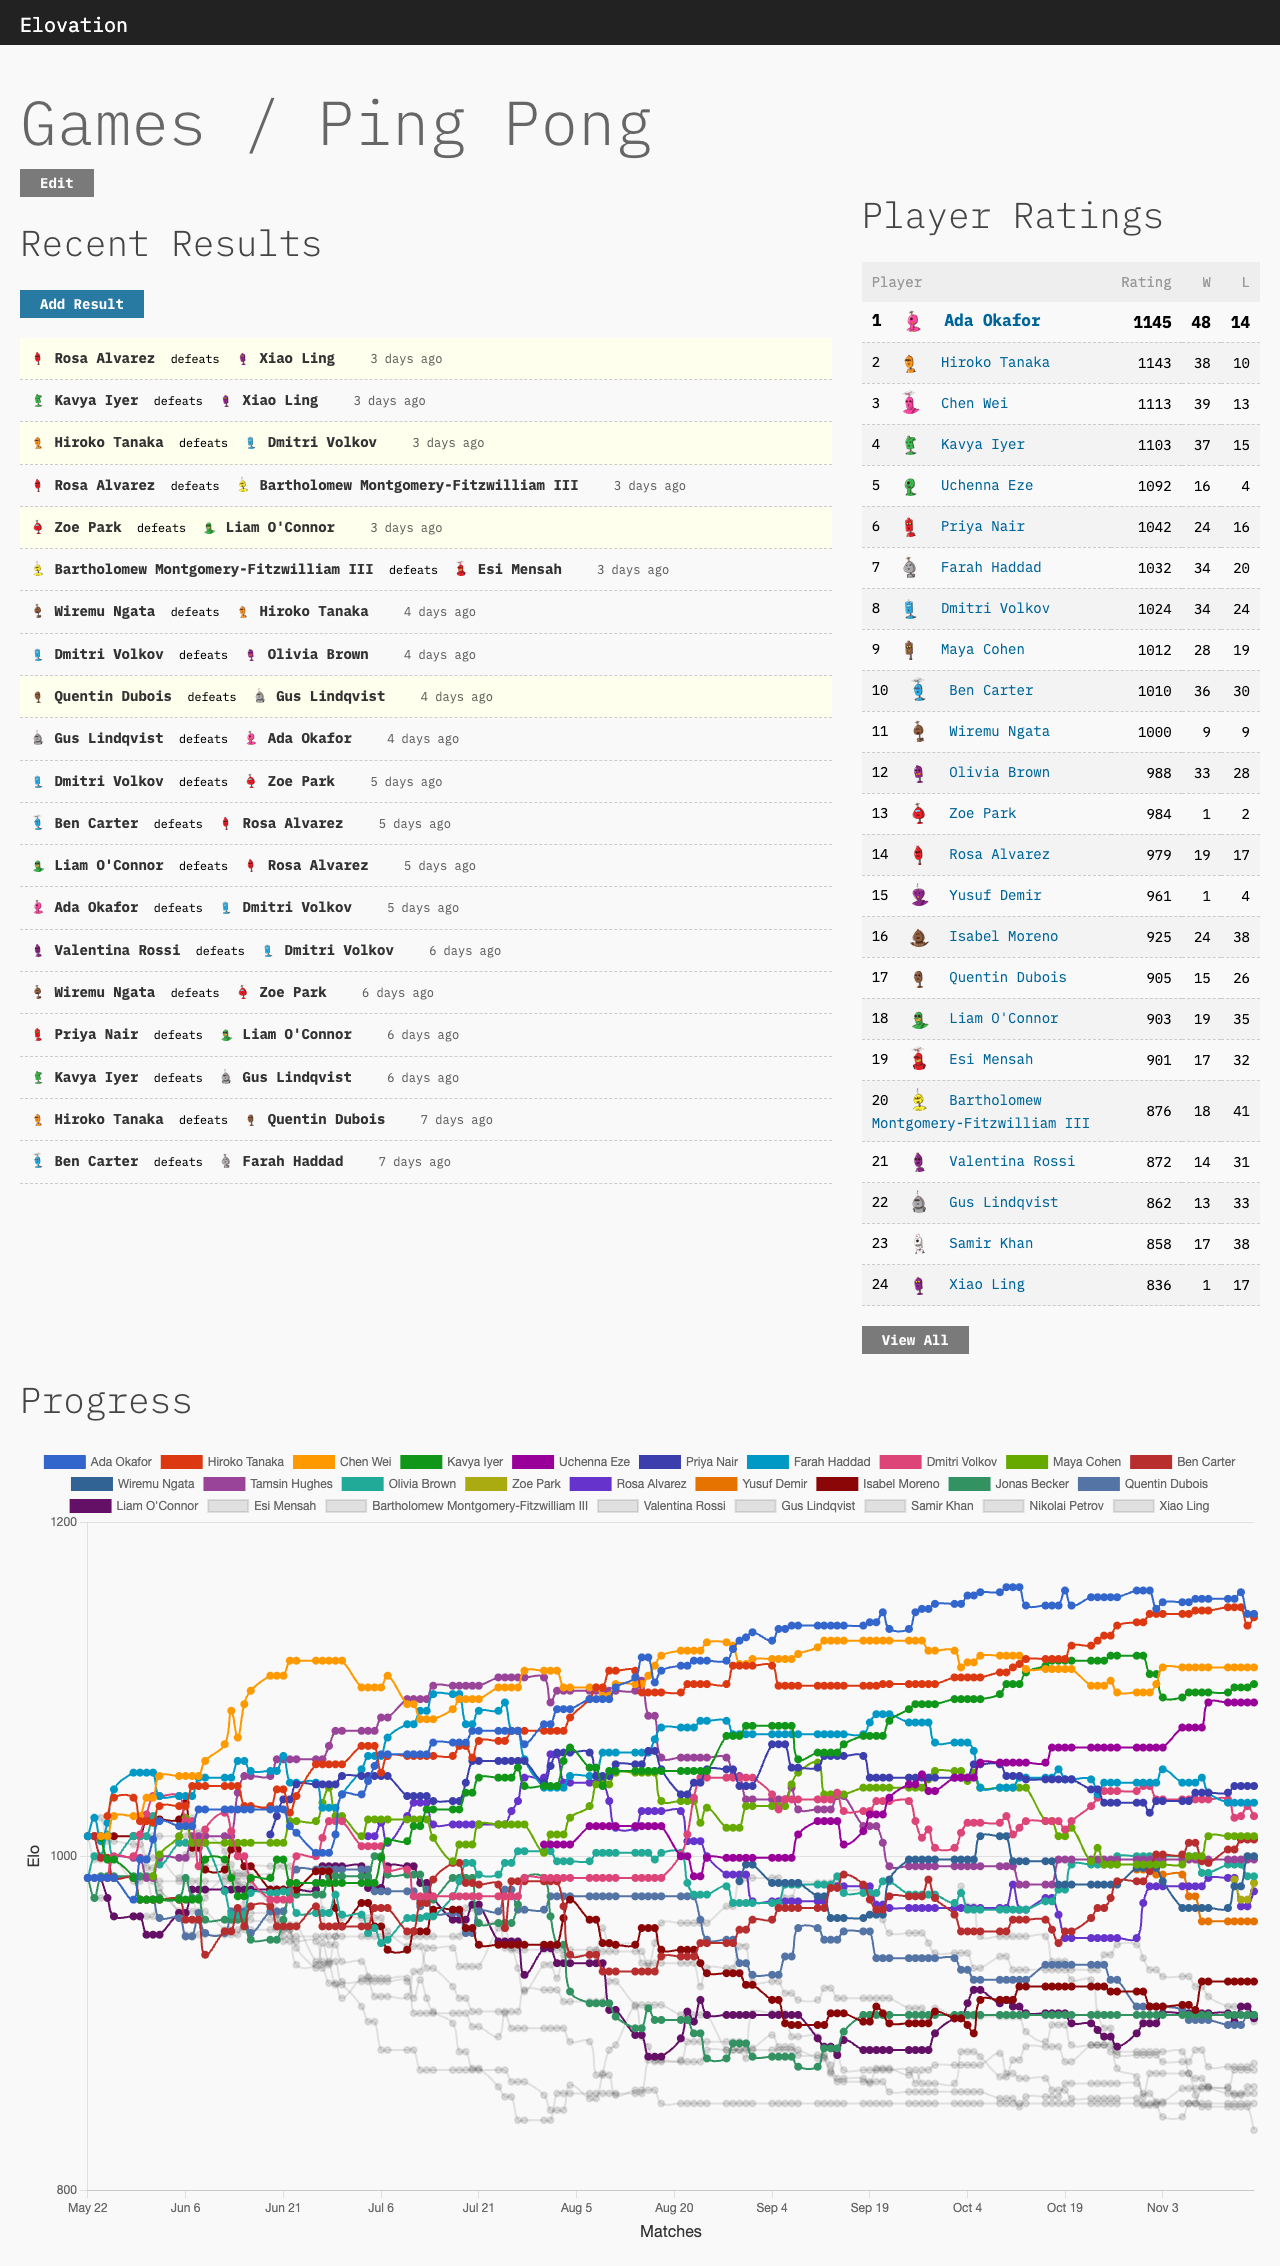 Elovation
Games / Ping Pong
Edit
Recent Results
Add Result
Rosa Alvarez defeats Xiao Ling 3 days ago
Kavya Iyer defeats Xiao Ling 3 days ago
Hiroko Tanaka defeats Dmitri Volkov 3 days ago
Rosa Alvarez defeats Bartholomew Montgomery-Fitzwilliam III 3 days ago
Zoe Park defeats Liam O'Connor 3 days ago
Bartholomew Montgomery-Fitzwilliam III defeats Esi Mensah 3 days ago
Wiremu Ngata defeats Hiroko Tanaka 4 days ago
Dmitri Volkov defeats Olivia Brown 4 days ago
Quentin Dubois defeats Gus Lindqvist 4 days ago
Gus Lindqvist defeats Ada Okafor 4 days ago
Dmitri Volkov defeats Zoe Park 5 days ago
Ben Carter defeats Rosa Alvarez 5 days ago
Liam O'Connor defeats Rosa Alvarez 5 days ago
Ada Okafor defeats Dmitri Volkov 5 days ago
Valentina Rossi defeats Dmitri Volkov 6 days ago
Wiremu Ngata defeats Zoe Park 6 days ago
Priya Nair defeats Liam O'Connor 6 days ago
Kavya Iyer defeats Gus Lindqvist 6 days ago
Hiroko Tanaka defeats Quentin Dubois 7 days ago
Ben Carter defeats Farah Haddad 7 days ago
Player Ratings
Player Rating W L
1 Ada Okafor 1145 48 14
2 Hiroko Tanaka 1143 38 10
3 Chen Wei 1113 39 13
4 Kavya Iyer 1103 37 15
5 Uchenna Eze 1092 16 4
6 Priya Nair 1042 24 16
7 Farah Haddad 1032 34 20
8 Dmitri Volkov 1024 34 24
9 Maya Cohen 1012 28 19
10 Ben Carter 1010 36 30
11 Wiremu Ngata 1000 9 9
12 Olivia Brown 988 33 28
13 Zoe Park 984 1 2
14 Rosa Alvarez 979 19 17
15 Yusuf Demir 961 1 4
16 Isabel Moreno 925 24 38
17 Quentin Dubois 905 15 26
18 Liam O'Connor 903 19 35
19 Esi Mensah 901 17 32
20 Bartholomew
Montgomery-Fitzwilliam III 876 18 41
21 Valentina Rossi 872 14 31
22 Gus Lindqvist 862 13 33
23 Samir Khan 858 17 38
24 Xiao Ling 836 1 17
View All
Progress
Ada Okafor Hiroko Tanaka Chen Wei Kavya Iyer Uchenna Eze Priya Nair Farah Haddad Dmitri Volkov Maya Cohen Ben Carter
Wiremu Ngata Tamsin Hughes Olivia Brown Zoe Park Rosa Alvarez Yusuf Demir Isabel Moreno Jonas Becker Quentin Dubois
Liam O'Connor Esi Mensah Bartholomew Montgomery-Fitzwilliam III Valentina Rossi Gus Lindqvist Samir Khan Nikolai Petrov Xiao Ling
1200
1000
800
Elo
May 22 Jun 6 Jun 21 Jul 6 Jul 21 Aug 5 Aug 20 Sep 4 Sep 19 Oct 4 Oct 19 Nov 3
Matches